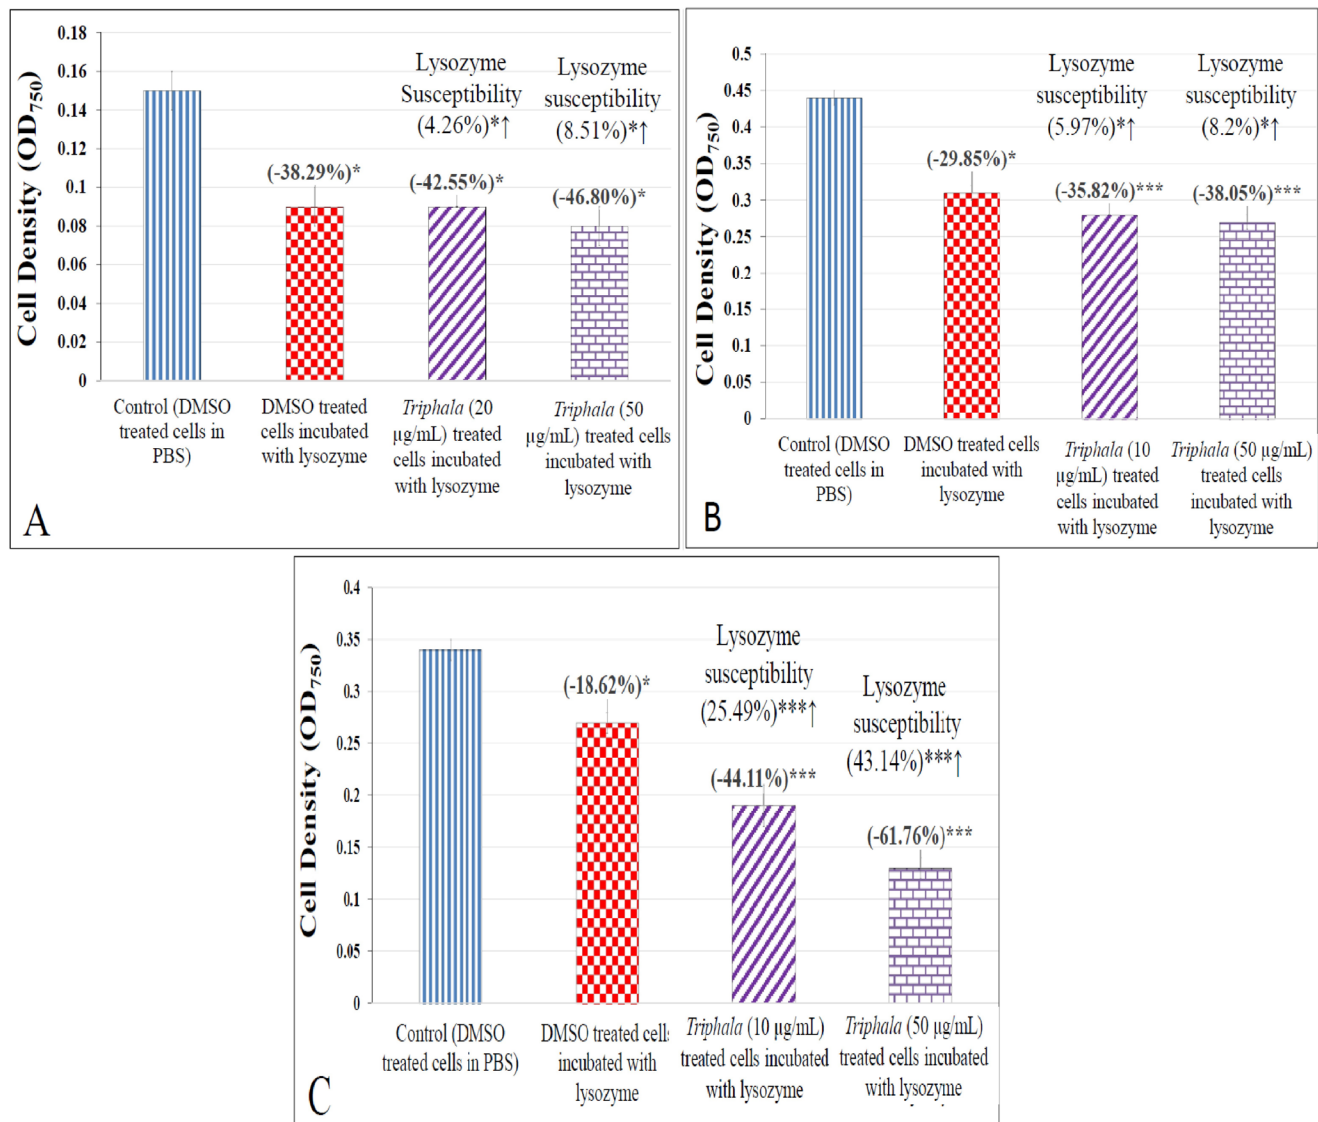 Cell Density (OD750)
0.18
0.16
0.14
0.12
0.1
0.08
0.06
0.04
0.02
0
Lysozyme
Susceptibility
(4.26%)*↑
Lysozyme
susceptibility
(8.51%)*↑
(-38.29%)*
(-42.55%)*
(-46.80%)*
Control (DMSO
treated cells in
PBS)
DMSO treated
cells incubated
with lysozyme
Triphala (20
µg/mL) treated
cells incubated
with lysozyme
Triphala (50
µg/mL) treated cells
incubated with
lysozyme
A
Cell Density (OD750)
0.5
0.45
0.4
0.35
0.3
0.25
0.2
0.15
0.1
0.05
0
Lysozyme
susceptibility
(5.97%)*↑
Lysozyme
susceptibility
(8.2%)*↑
(-29.85%)*
(-35.82%)***
(-38.05%)***
Control (DMSO
treated cells in
PBS)
DMSO treated cells
incubated with
lysozyme
Triphala (10
µg/mL) treated
cells incubated
with lysozyme
Triphala (50 µg/mL)
treated cells
incubated with
lysozyme
B
Cell Density (OD750)
0.4
0.35
0.3
0.25
0.2
0.15
0.1
0.05
0
Lysozyme
susceptibility
(25.49%)***↑
Lysozyme
susceptibility
(43.14%)***↑
(-18.62%)*
(-44.11%)***
(-61.76%)***
Control (DMSO
treated cells in PBS)
DMSO treated cells
incubated with
lysozyme
Triphala (10 µg/mL)
treated cells incubated
with lysozyme
Triphala (50 µg/mL)
treated cells incubated
with lysozyme
C